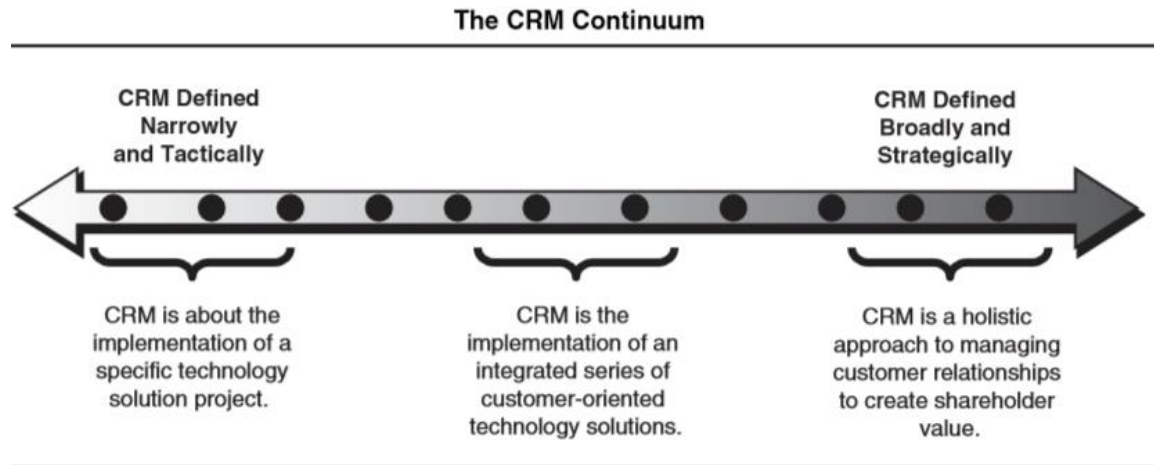 The CRM Continuum
CRM Defined
Narrowly
and Tactically
CRM Defined
Broadly and
Strategically
CRM is about the
implementation of a
specific technology
solution project.
CRM is the
implementation of an
integrated series of
customer-oriented
technology solutions.
CRM is a holistic
approach to managing
customer relationships
to create shareholder
value.